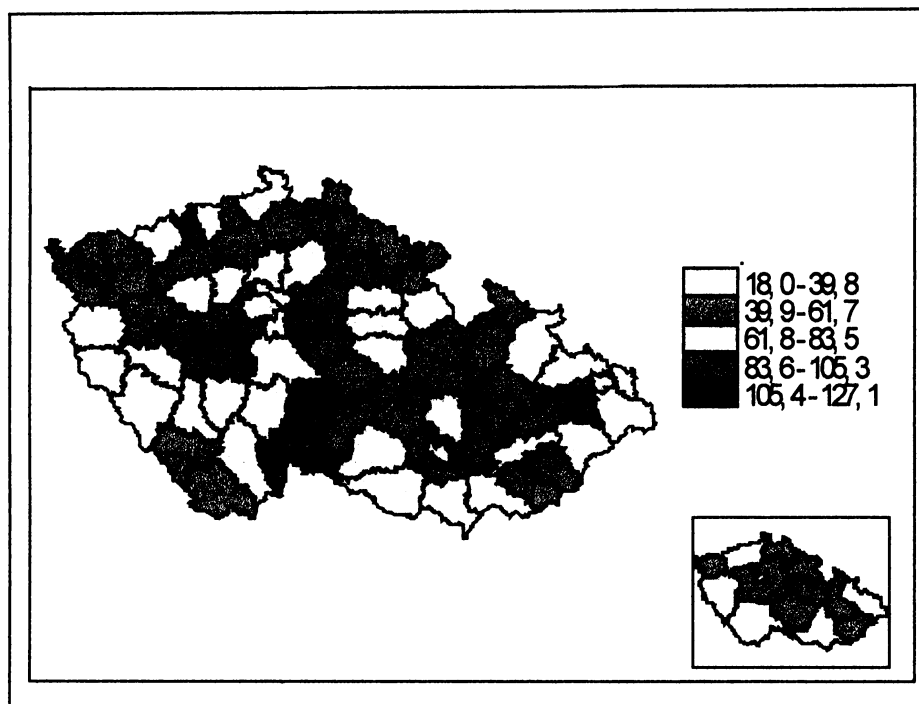 18, 0 - 39, 8
39, 9 - 61, 7
61, 8 - 83, 5
83, 6 - 105, 3
105, 4 - 127, 1